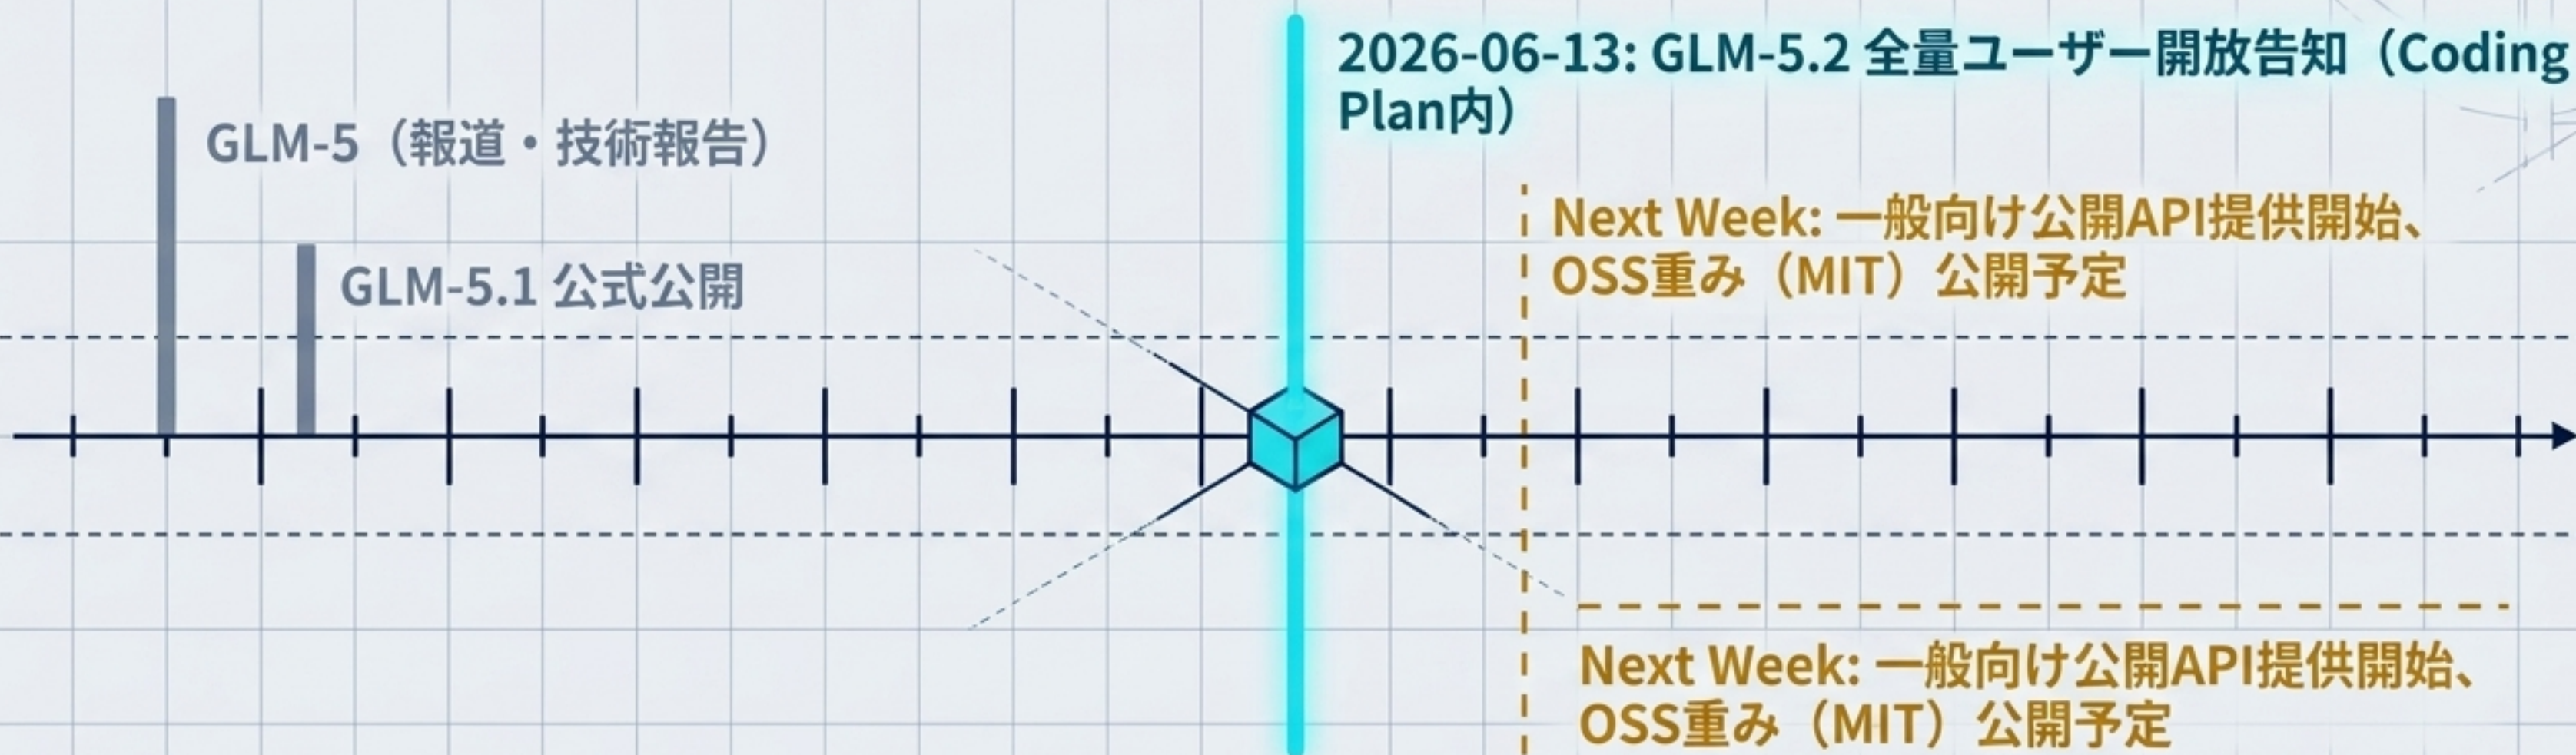 2026-06-13: GLM-5.2 全量ユーザー開放告知（Coding
Plan内）
GLM-5（報道・技術報告）
Next Week: 一般向け公開API提供開始、
OSS重み（MIT）公開予定
GLM-5.1 公式公開
Next Week: 一般向け公開API提供開始、
OSS重み（MIT）公開予定